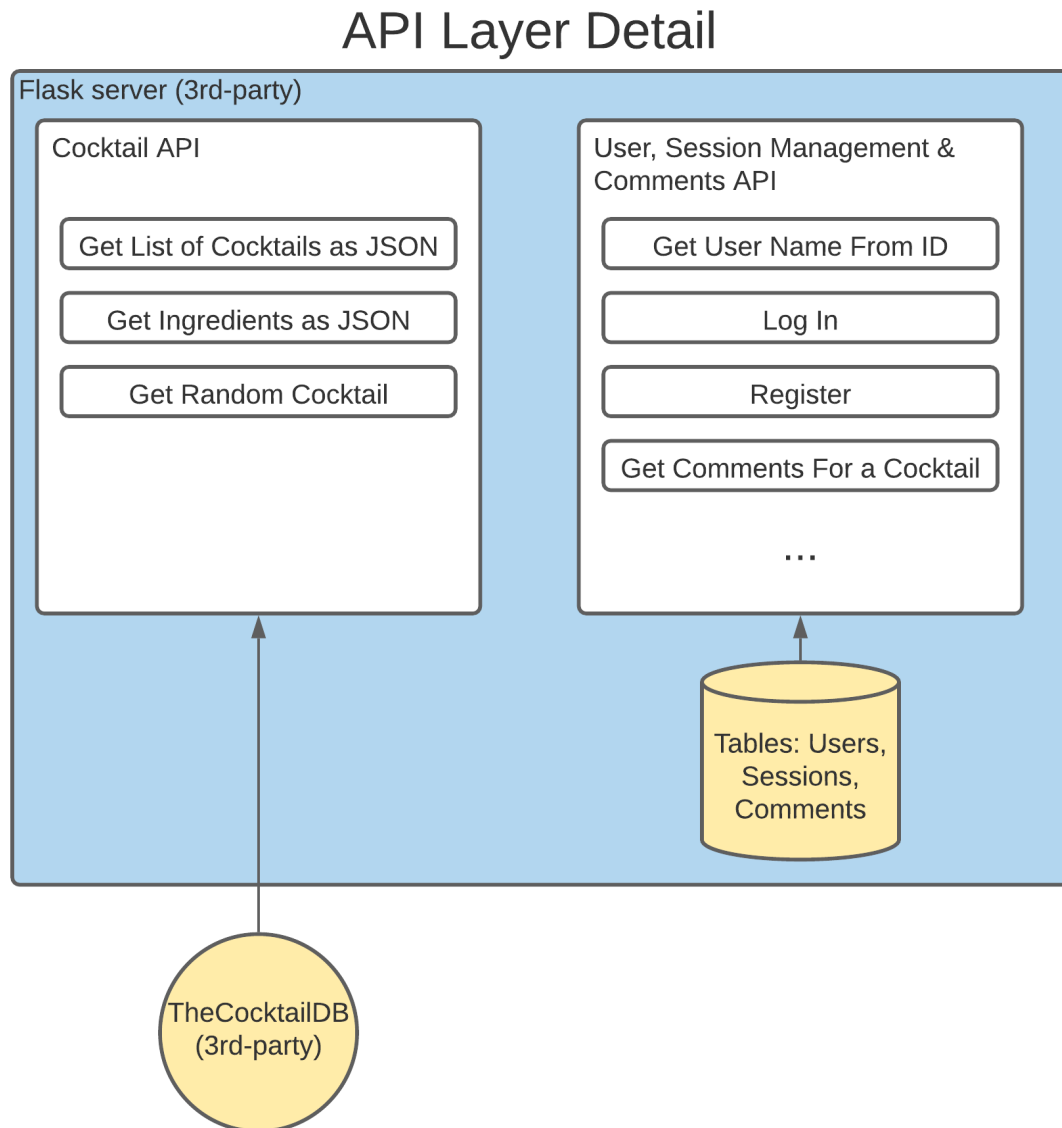 API Layer Detail
Flask server (3rd-party)
Cocktail API
Get List of Cocktails as JSON
Get Ingredients as JSON
Get Random Cocktail
User, Session Management &
Comments API
Get User Name From ID
Log In
Register
Get Comments For a Cocktail
...
Tables: Users,
Sessions,
Comments
TheCocktailDB
(3rd-party)